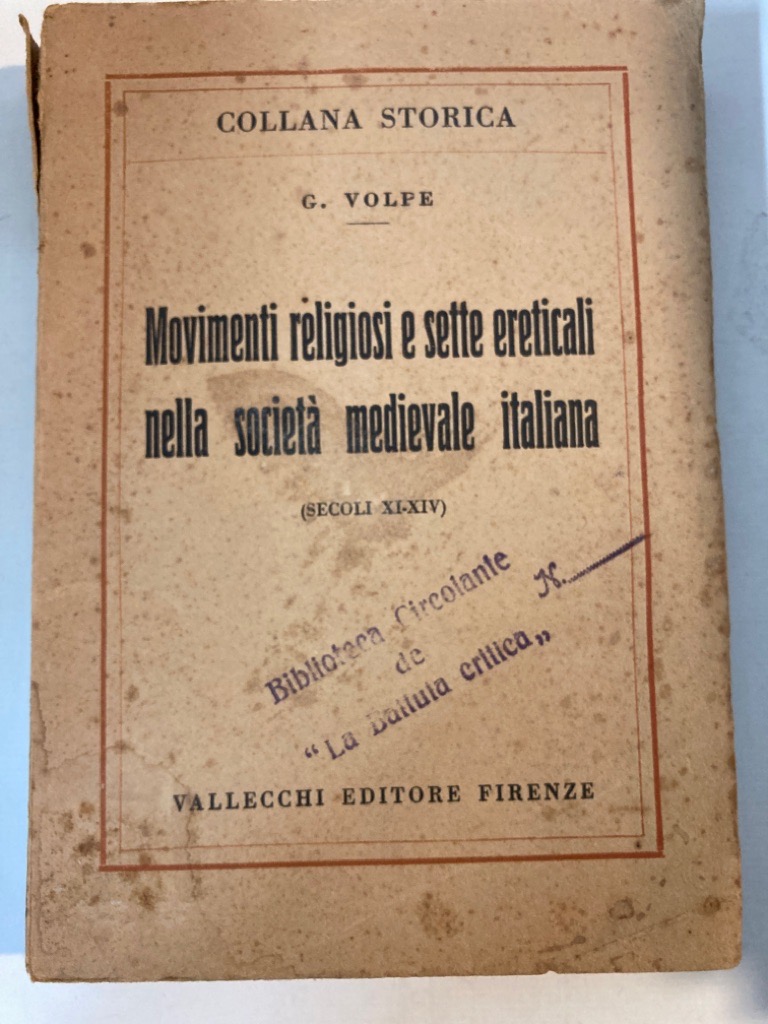 COLLANA STORICA
G. VOLPE
Movimenti religiosi e sette ereticali
nella società medievale italiana
(SECOLI XI-XIV)
Biblioteca Circolante
N.
de
“La Battuta critica„
VALLECCHI EDITORE FIRENZE